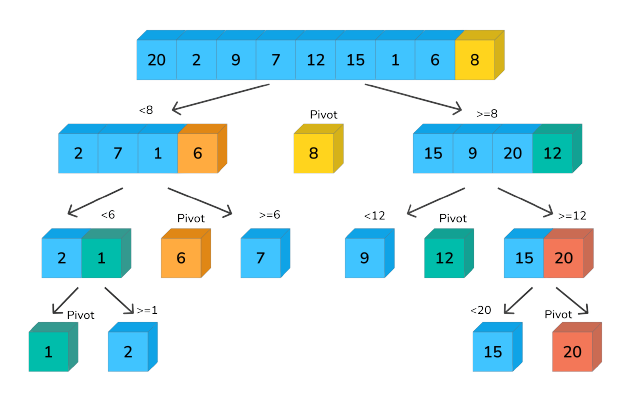 20 2 9 7 12 15 1 6 8
<8 Pivot >=8
2 7 1 6 8 15 9 20 12
<6 Pivot >=6 <12 Pivot >=12
2 1 6 7 9 12 15 20
Pivot >=1 <20 Pivot
1 2 15 20